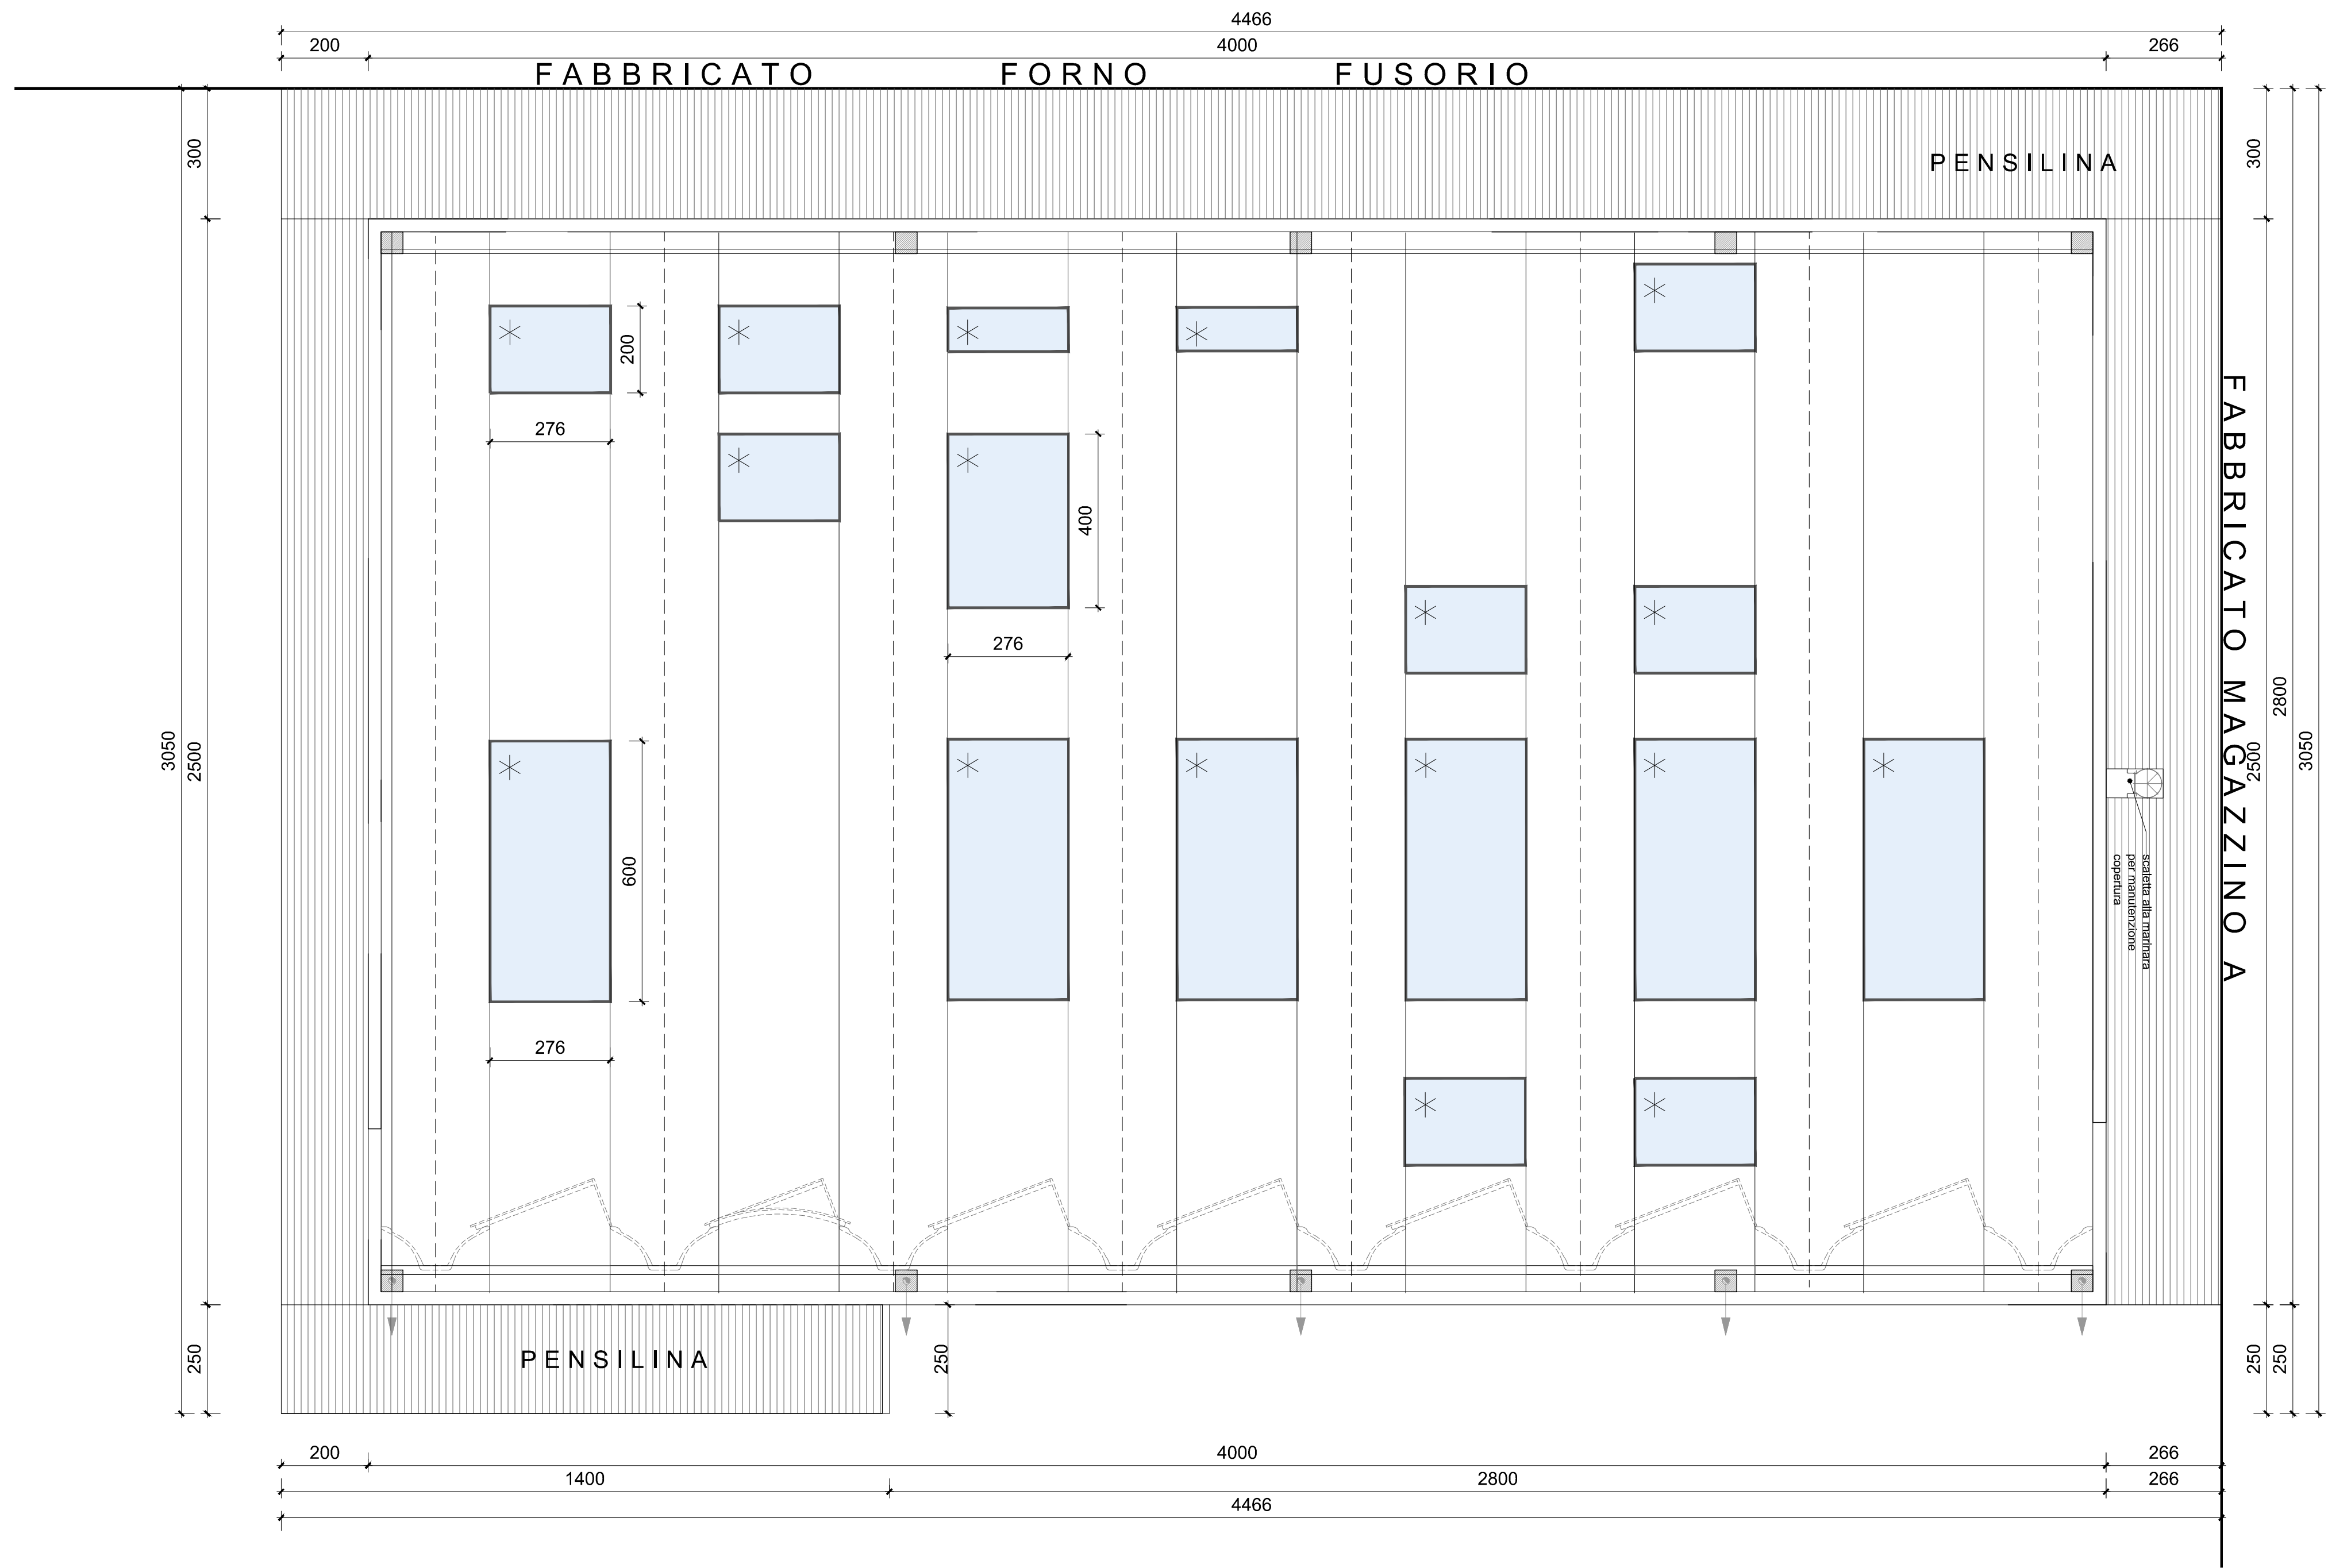 4466
200 4000 266
FABBRICATO FORNO FUSORIO
300 300
PENSILINA
200
276
400
276
FABBRICATO MAGAZZINO A
3050 2500 2500 2800 3050
scaletta alla marinara
per manutenzione
copertura
600
276
250 PENSILINA 250 250 250
200 4000 266
1400 2800 266
4466